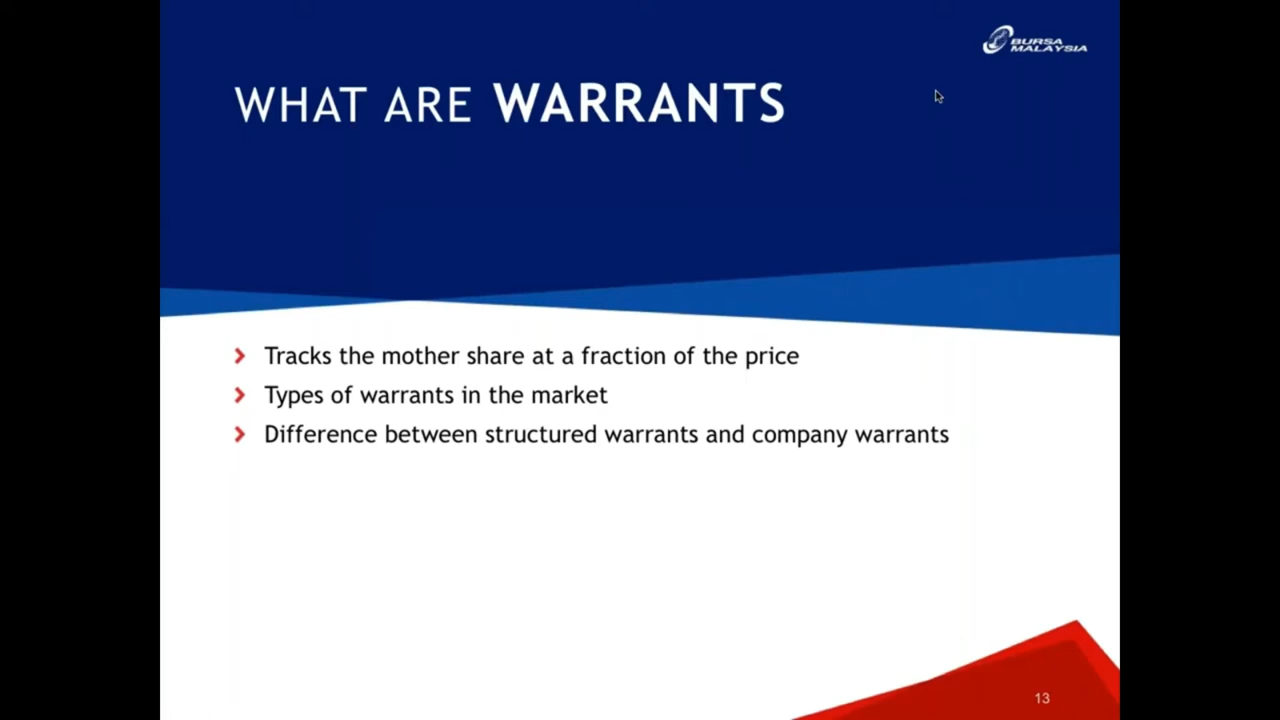 BURSA
MALAYSIA
WHAT ARE WARRANTS
Tracks the mother share at a fraction of the price
Types of warrants in the market
Difference between structured warrants and company warrants
13